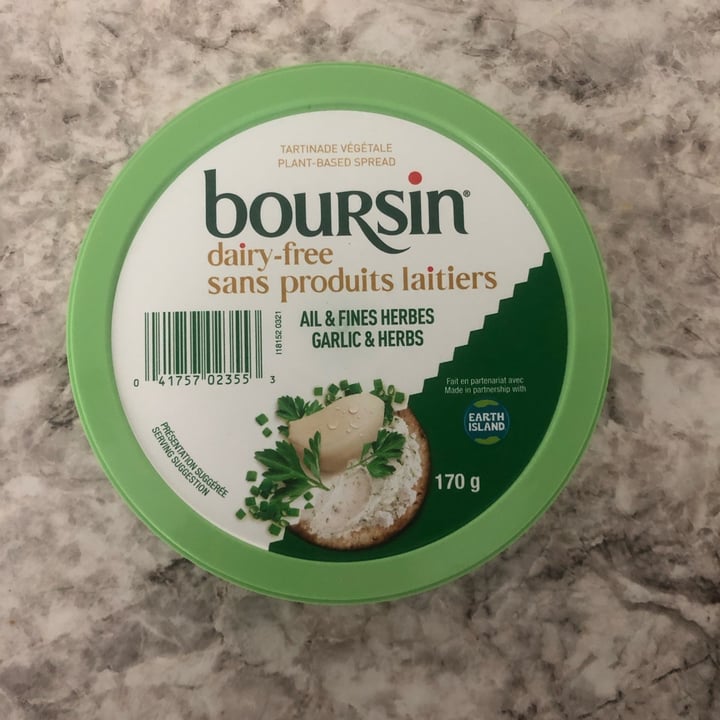 TARTINADE VÉGÉTALE
PLANT-BASED SPREAD
boursin®
dairy-free
sans produits laitiers
AIL & FINES HERBES
GARLIC & HERBS
I18152 0321
0 41757 02355 3
Fait en partenariat avec
Made in partnership with
EARTH
ISLAND
PRÉSENTATION SUGGÉRÉE
SERVING SUGGESTION
170 g